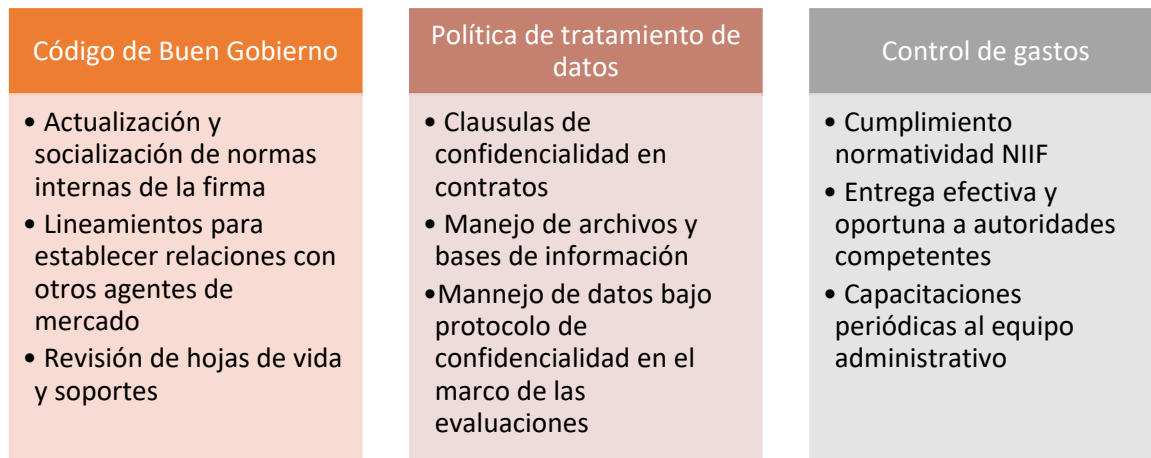 Código de Buen Gobierno
• Actualización y
socialización de normas
internas de la firma
• Lineamientos para
establecer relaciones con
otros agentes de
mercado
• Revisión de hojas de vida
y soportes
Política de tratamiento de
datos
• Clausulas de
confidencialidad en
contratos
• Manejo de archivos y
bases de información
•Mannejo de datos bajo
protocolo de
confidencialidad en el
marco de las
evaluaciones
Control de gastos
• Cumplimiento
normatividad NIIF
• Entrega efectiva y
oportuna a autoridades
competentes
• Capacitaciones
periódicas al equipo
administrativo